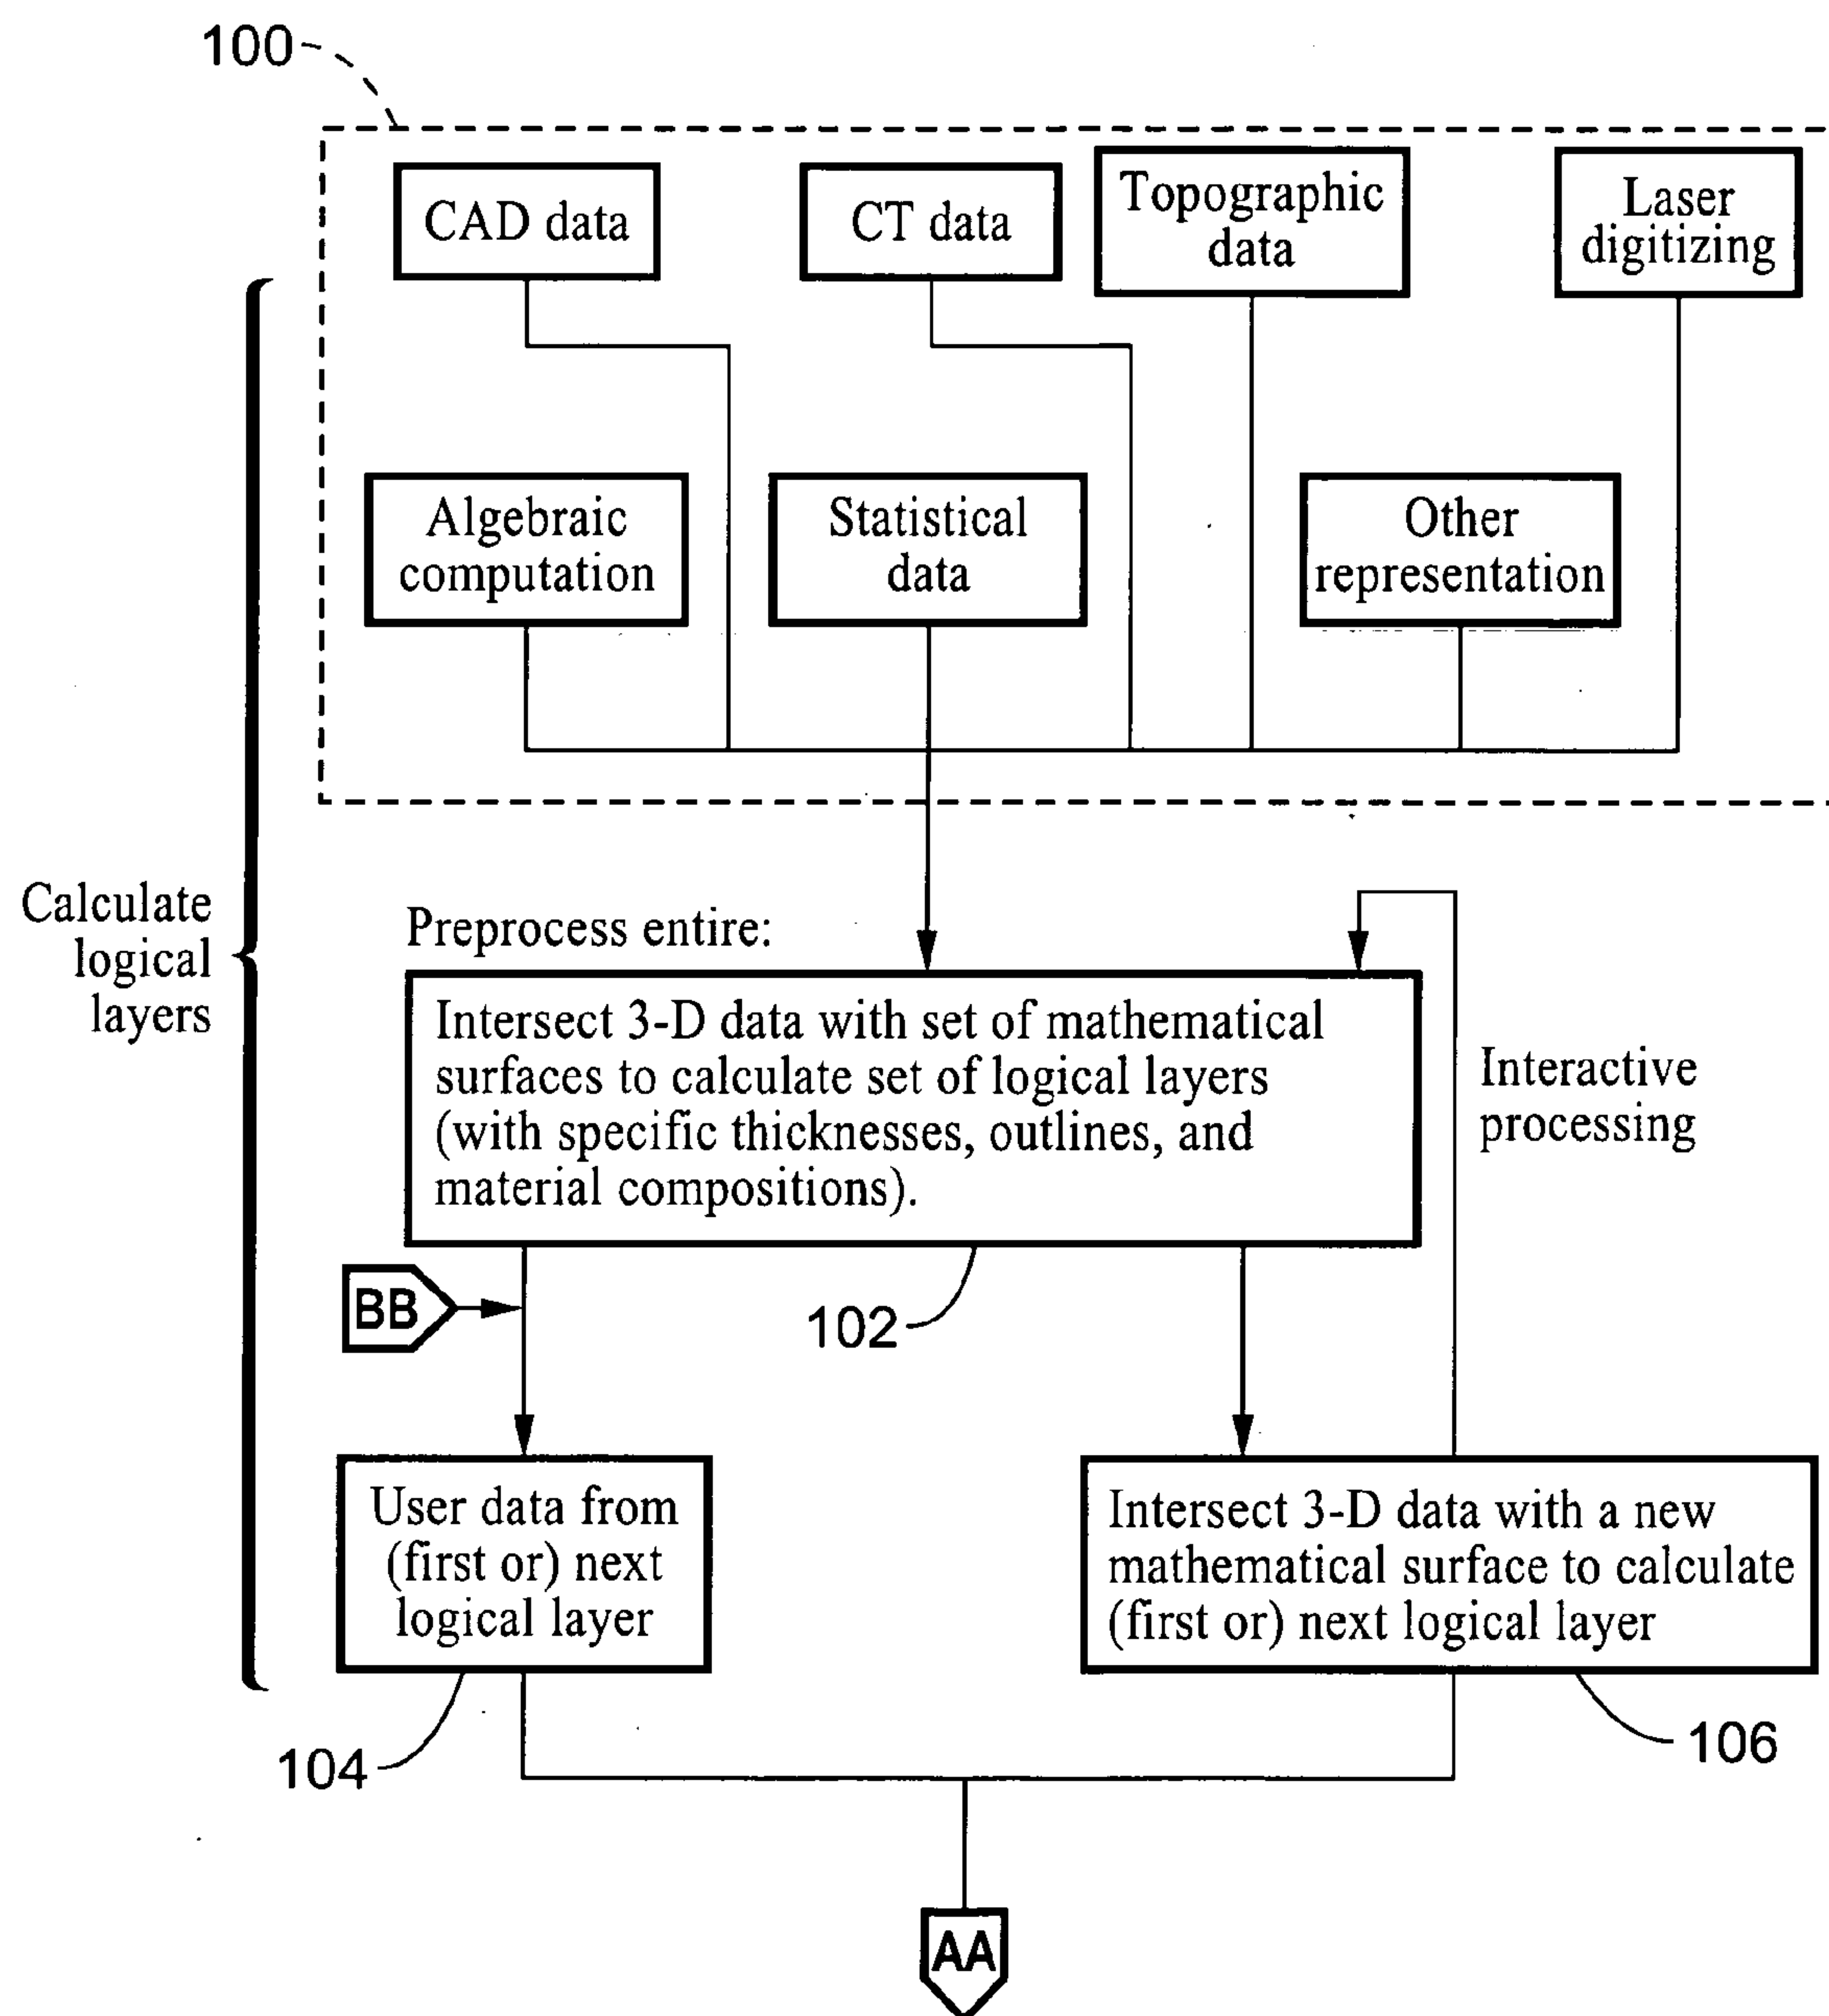 100
CAD data
CT data
Topographic
data
Laser
digitizing
Algebraic
computation
Statistical
data
Other
representation
Calculate
logical
layers
Preprocess entire:
Intersect 3-D data with set of mathematical
surfaces to calculate set of logical layers
(with specific thicknesses, outlines, and
material compositions).
Interactive
processing
BB
102
User data from
(first or) next
logical layer
Intersect 3-D data with a new
mathematical surface to calculate
(first or) next logical layer
104
106
AA